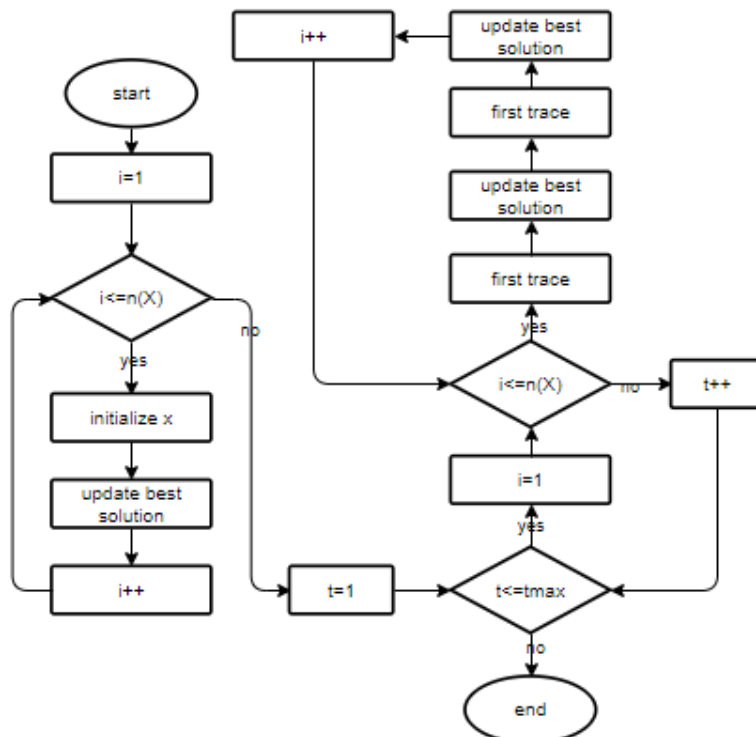 start
i=1
i<=n(X)
no
yes
initialize x
update best
solution
i++
t=1
t<=tmax
yes
no
end
i=1
i<=n(X)
yes
no
t++
first trace
update best
solution
first trace
update best
solution
i++